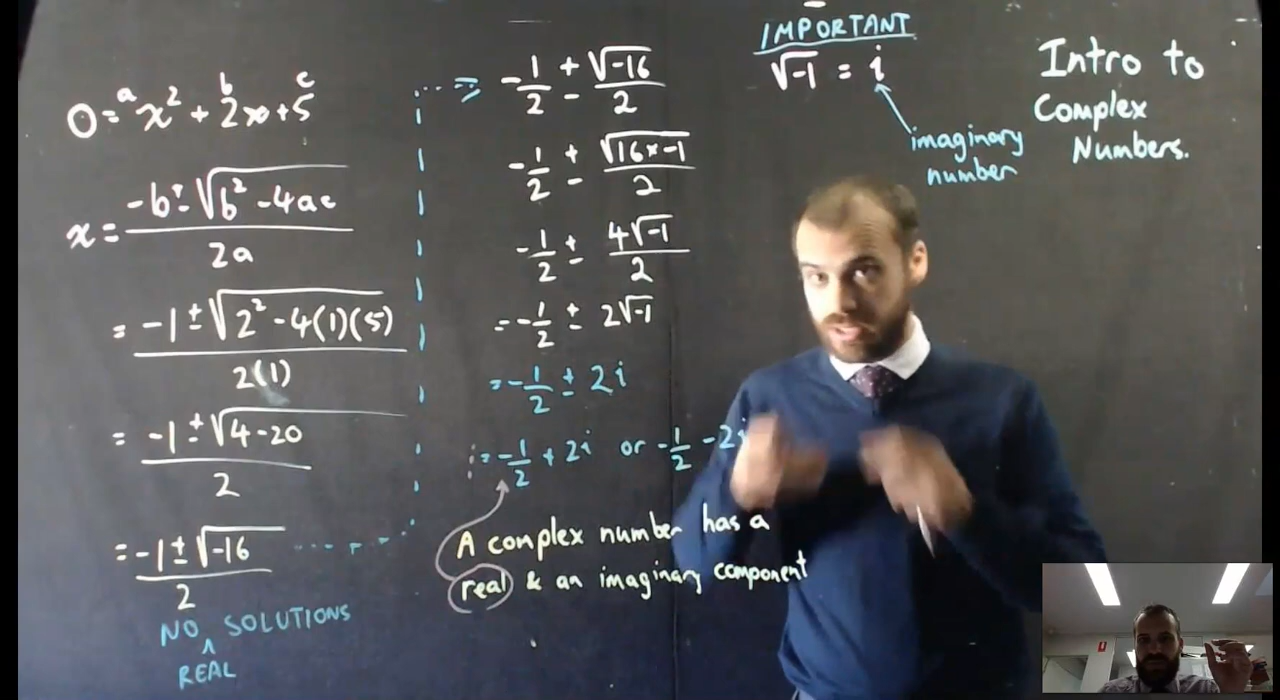 0 = ax² + 2x + 5
b
c
x = (-b ± √(b² - 4ac)) / 2a
= (-1 ± √(2² - 4(1)(5))) / 2(1)
= (-1 ± √(4 - 20)) / 2
= (-1 ± √-16) / 2
NO ^ SOLUTIONS
REAL
⇒ -1/2 ± √-16 / 2
-1/2 ± √(16 × -1) / 2
-1/2 ± 4√-1 / 2
= -1/2 ± 2√-1
= -1/2 ± 2i
= -1/2 + 2i or -1/2 - 2i
A complex number has a
real & an imaginary component
IMPORTANT
√-1 = i
imaginary
number
Intro to
Complex
Numbers.